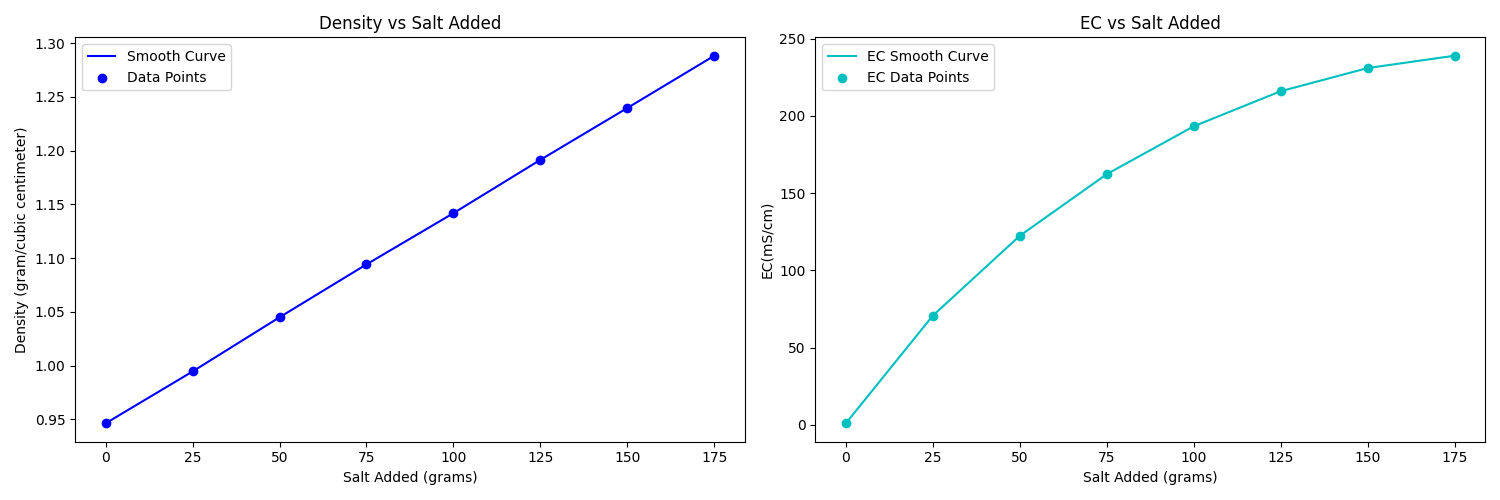 Density vs Salt Added
Smooth Curve
Data Points
Density (gram/cubic centimeter)
1.30
1.25
1.20
1.15
1.10
1.05
1.00
0.95
0 25 50 75 100 125 150 175
Salt Added (grams)
EC vs Salt Added
EC Smooth Curve
EC Data Points
EC(mS/cm)
250
200
150
100
50
0
0 25 50 75 100 125 150 175
Salt Added (grams)